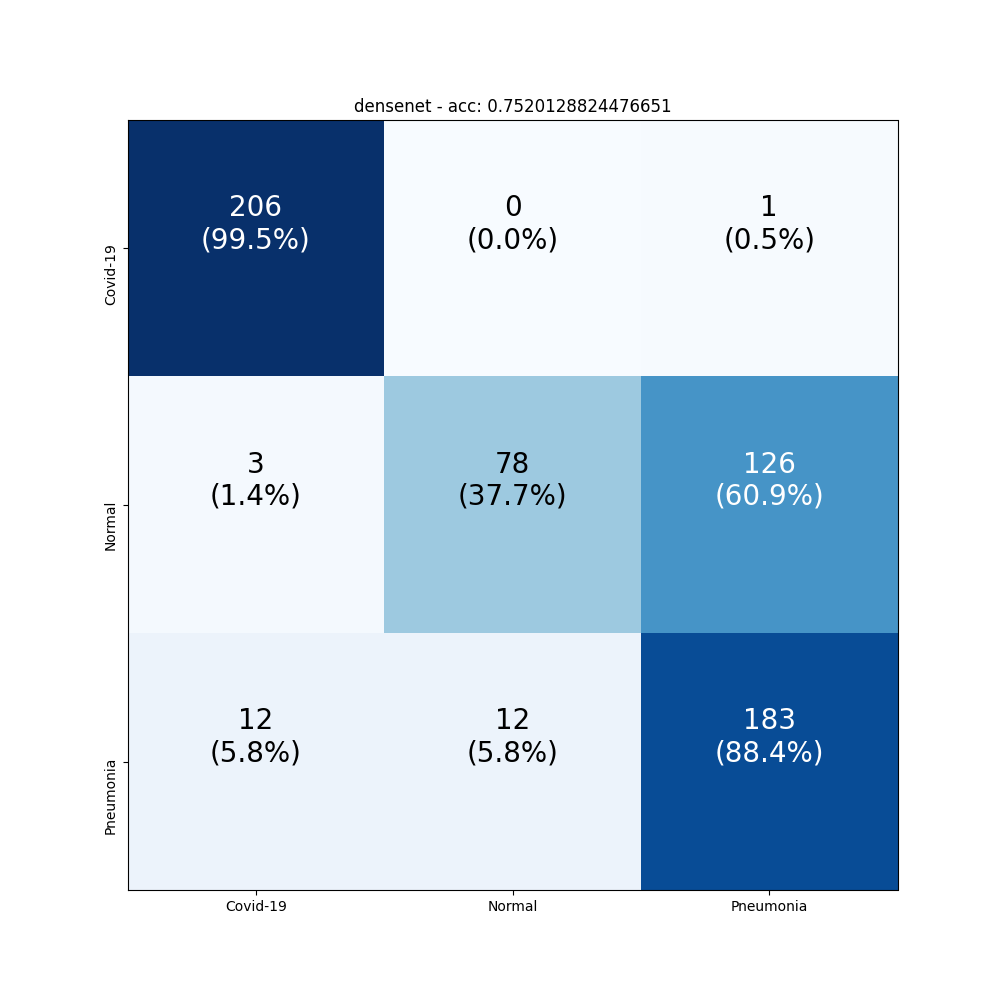 densenet - acc: 0.7520128824476651
Covid-19
206
(99.5%)
0
(0.0%)
1
(0.5%)
Normal
3
(1.4%)
78
(37.7%)
126
(60.9%)
Pneumonia
12
(5.8%)
12
(5.8%)
183
(88.4%)
Covid-19
Normal
Pneumonia